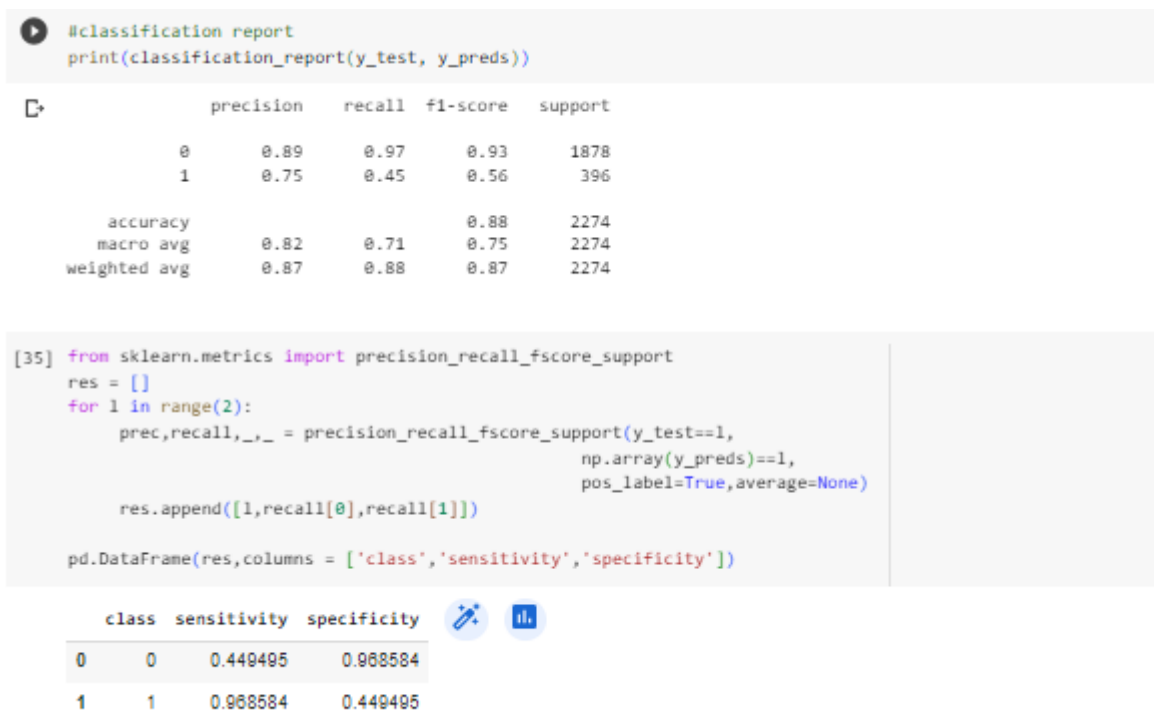 #classification report
print(classification_report(y_test, y_preds))
precision recall f1-score support
0 0.89 0.97 0.93 1878
1 0.75 0.45 0.56 396
accuracy 0.88 2274
macro avg 0.82 0.71 0.75 2274
weighted avg 0.87 0.88 0.87 2274
[35] from sklearn.metrics import precision_recall_fscore_support
res = []
for l in range(2):
prec,recall,_,_ = precision_recall_fscore_support(y_test==l,
np.array(y_preds)==l,
pos_label=True,average=None)
res.append([l,recall[0],recall[1]])
pd.DataFrame(res,columns = ['class','sensitivity','specificity'])
class sensitivity specificity
0 0 0.449495 0.968584
1 1 0.968584 0.449495